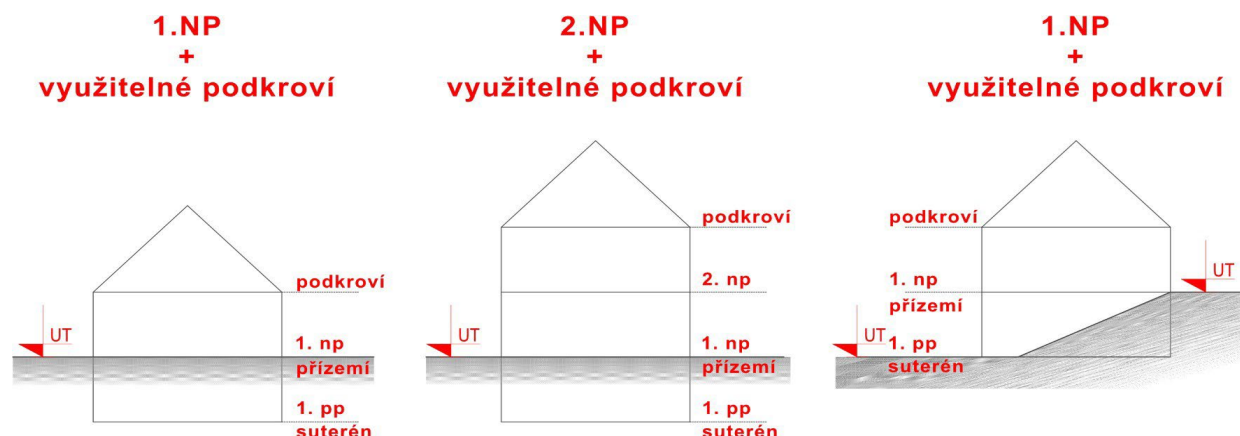 1.NP
+
využitelné podkroví
podkroví
UT
1. np
přízemí
1. pp
suterén
2.NP
+
využitelné podkroví
podkroví
2. np
UT
1. np
přízemí
1. pp
suterén
1.NP
+
využitelné podkroví
podkroví
UT
1. np
přízemí
UT
1. pp
suterén